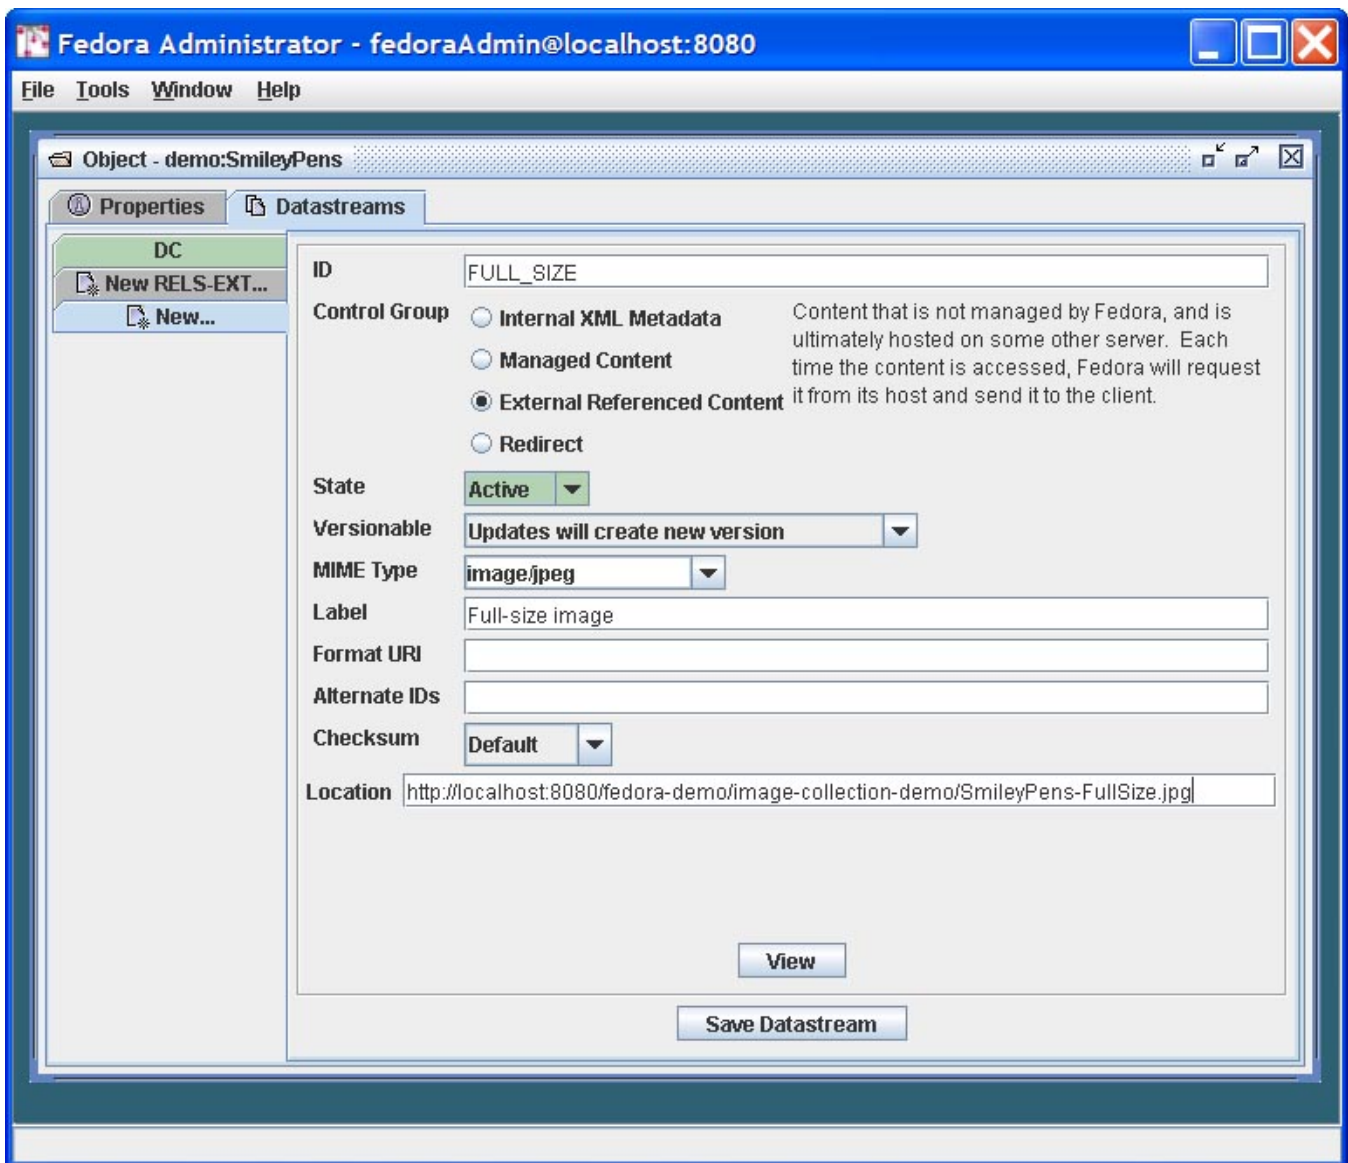 Fedora Administrator - fedoraAdmin@localhost:8080
File Tools Window Help
Object - demo:SmileyPens
Properties Datastreams
DC
New RELS-EXT...
New...
ID FULL_SIZE
Control Group
Internal XML Metadata
Managed Content
External Referenced Content
Redirect
Content that is not managed by Fedora, and is
ultimately hosted on some other server. Each
time the content is accessed, Fedora will request
it from its host and send it to the client.
State Active
Versionable Updates will create new version
MIME Type image/jpeg
Label Full-size image
Format URI
Alternate IDs
Checksum Default
Location http://localhost:8080/fedora-demo/image-collection-demo/SmileyPens-FullSize.jpg
View
Save Datastream